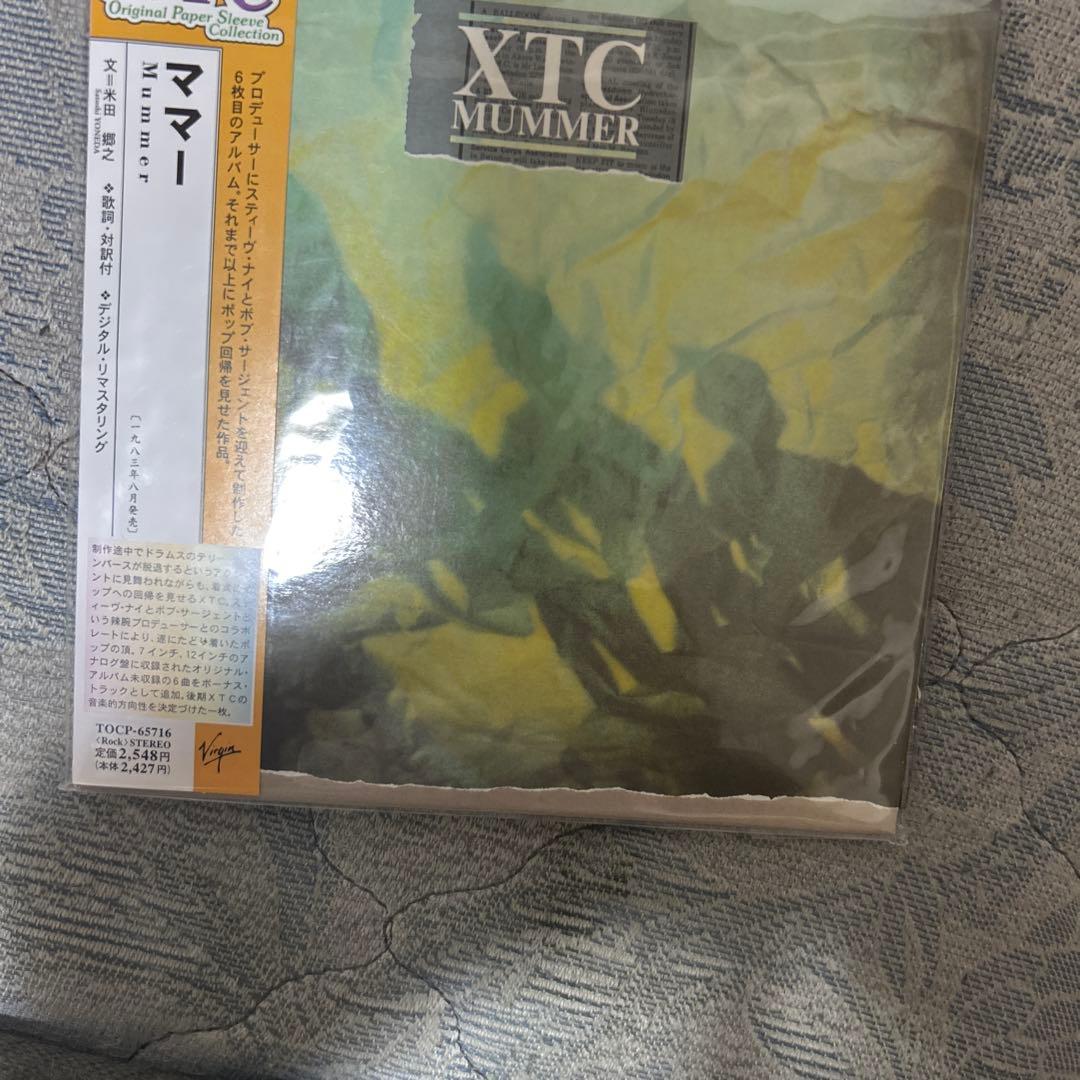 Original Paper Sleeve
Collection
ママー
Mummer
文=米田 郷之 ❖歌詞・対訳付 ❖デジタル・リマスタリング
Satoshi YONEDA
〔一九八三年八月発売〕
プロデューサーにスティーヴ・ナイとボブ・サージェントを迎えて制作した
6枚目のアルバム。それまで以上にポップ回帰を見せた作品。
制作途中でドラムスのテリー
ンバースが脱退するというア
ントに見舞われながらも、着
ップへの回帰を見せるXTC。ス
ィーヴ・ナイとボブ・サージェントと
いう辣腕プロデューサーとのコラボ
レートにより、遂にたどり着いたポ
ップの頂。7インチ、12インチのア
ナログ盤に収録されたオリジナル・
アルバム未収録の6曲をボーナス・
トラックとして追加。後期XTCの
音楽的方向性を決定づけた一枚。
TOCP-65716
〈Rock〉STEREO
定価2,548円
(本体2,427円)
Virgin
XTC
MUMMER